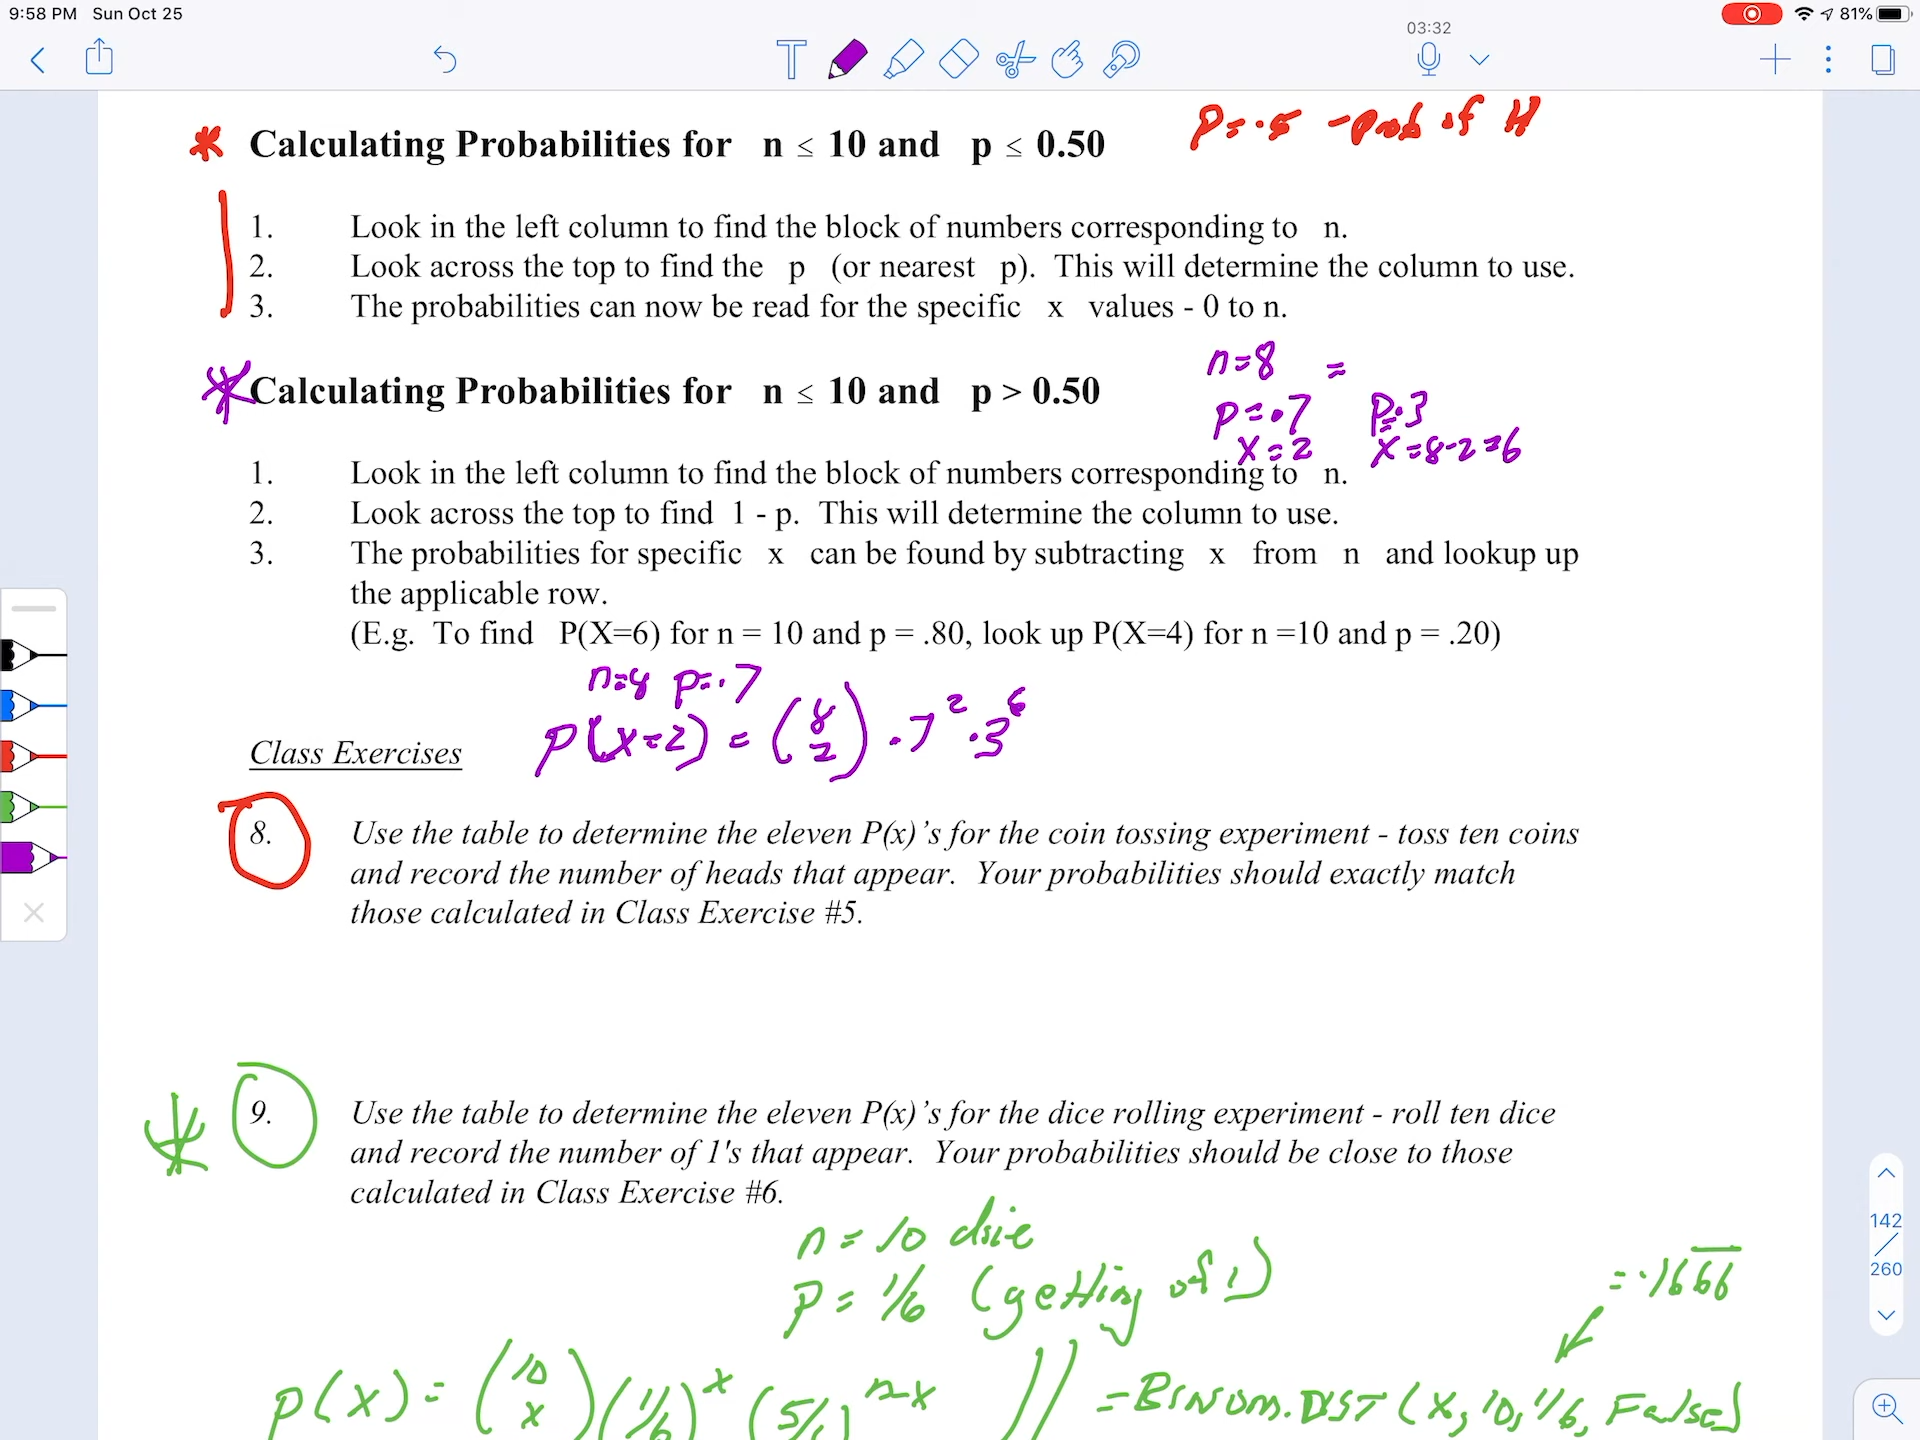 9:58 PM Sun Oct 25
81%
03:32
P=.5 - prob of H
* Calculating Probabilities for n ≤ 10 and p ≤ 0.50
1. Look in the left column to find the block of numbers corresponding to n.
2. Look across the top to find the p (or nearest p). This will determine the column to use.
3. The probabilities can now be read for the specific x values - 0 to n.
n=8 =
* Calculating Probabilities for n ≤ 10 and p > 0.50
p=.7 p=.3
x=2 x=8-2=6
1. Look in the left column to find the block of numbers corresponding to n.
2. Look across the top to find 1 - p. This will determine the column to use.
3. The probabilities for specific x can be found by subtracting x from n and lookup up
the applicable row.
(E.g. To find P(X=6) for n = 10 and p = .80, look up P(X=4) for n =10 and p = .20)
n=8 p=.7
P(X=2) = (8 2) .7^2 .3^6
Class Exercises
8. Use the table to determine the eleven P(x)'s for the coin tossing experiment - toss ten coins
and record the number of heads that appear. Your probabilities should exactly match
those calculated in Class Exercise #5.
* 9. Use the table to determine the eleven P(x)'s for the dice rolling experiment - roll ten dice
and record the number of 1's that appear. Your probabilities should be close to those
calculated in Class Exercise #6.
142
/
260
n = 10
P = 1/6 (getting of 1)
= .1666
P(X) = (10 x) (1/6)^x (5/6)^n-x // = BINOM.DIST (X, 10, 1/6, False)